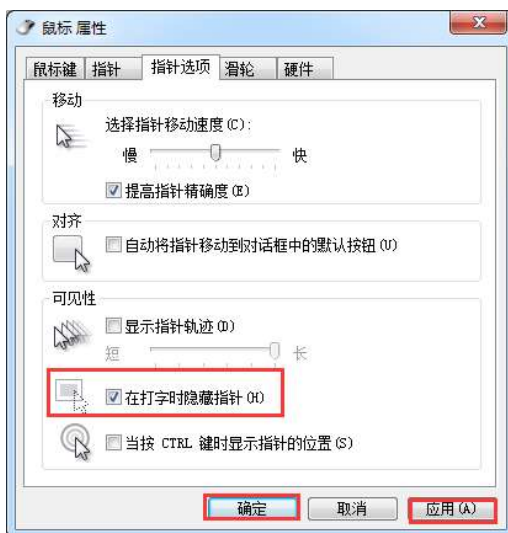 鼠标 属性
鼠标键 指针 指针选项 滑轮 硬件
移动
选择指针移动速度(C):
慢 快
提高指针精确度(E)
对齐
自动将指针移动到对话框中的默认按钮(U)
可见性
显示指针轨迹(D)
短 长
在打字时隐藏指针(H)
当按 CTRL 键时显示指针的位置(S)
确定 取消 应用(A)